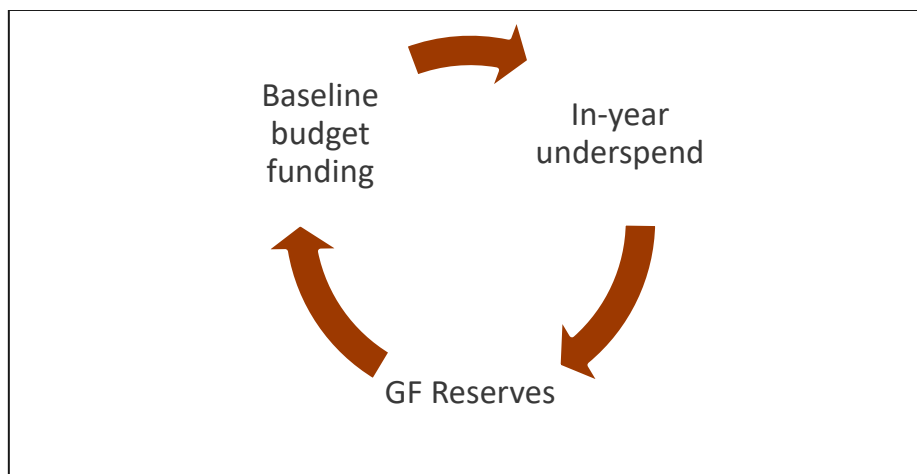 Baseline
budget
funding
In-year
underspend
GF Reserves